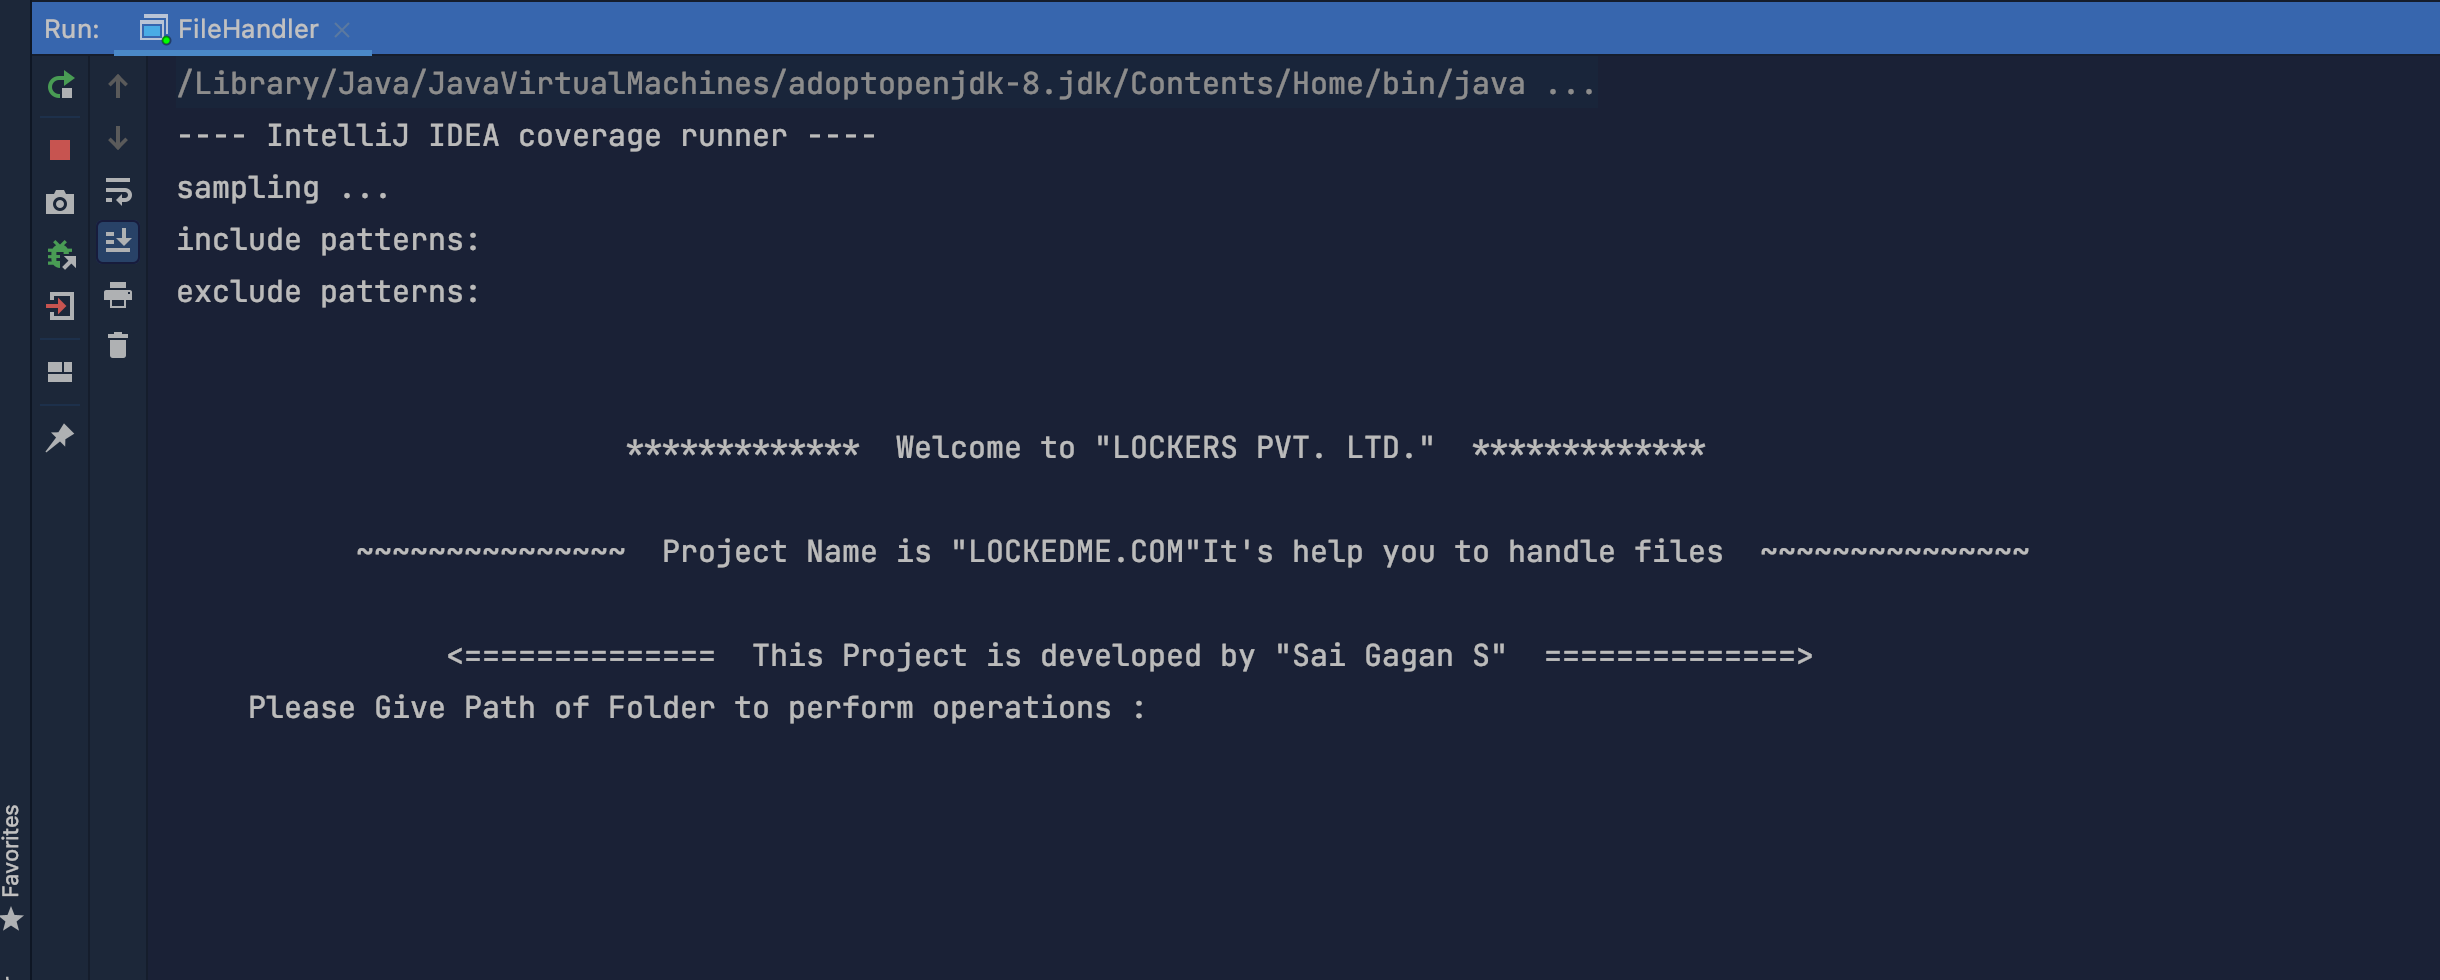 Run: FileHandler
/Library/Java/JavaVirtualMachines/adoptopenjdk-8.jdk/Contents/Home/bin/java ...
---- IntelliJ IDEA coverage runner ----
sampling ...
include patterns:
exclude patterns:
************* Welcome to "LOCKERS PVT. LTD." *************
~~~~~~~~~~~~~~~ Project Name is "LOCKEDME.COM"It's help you to handle files ~~~~~~~~~~~~~~~
<============== This Project is developed by "Sai Gagan S" ==============>
Please Give Path of Folder to perform operations :
Favorites